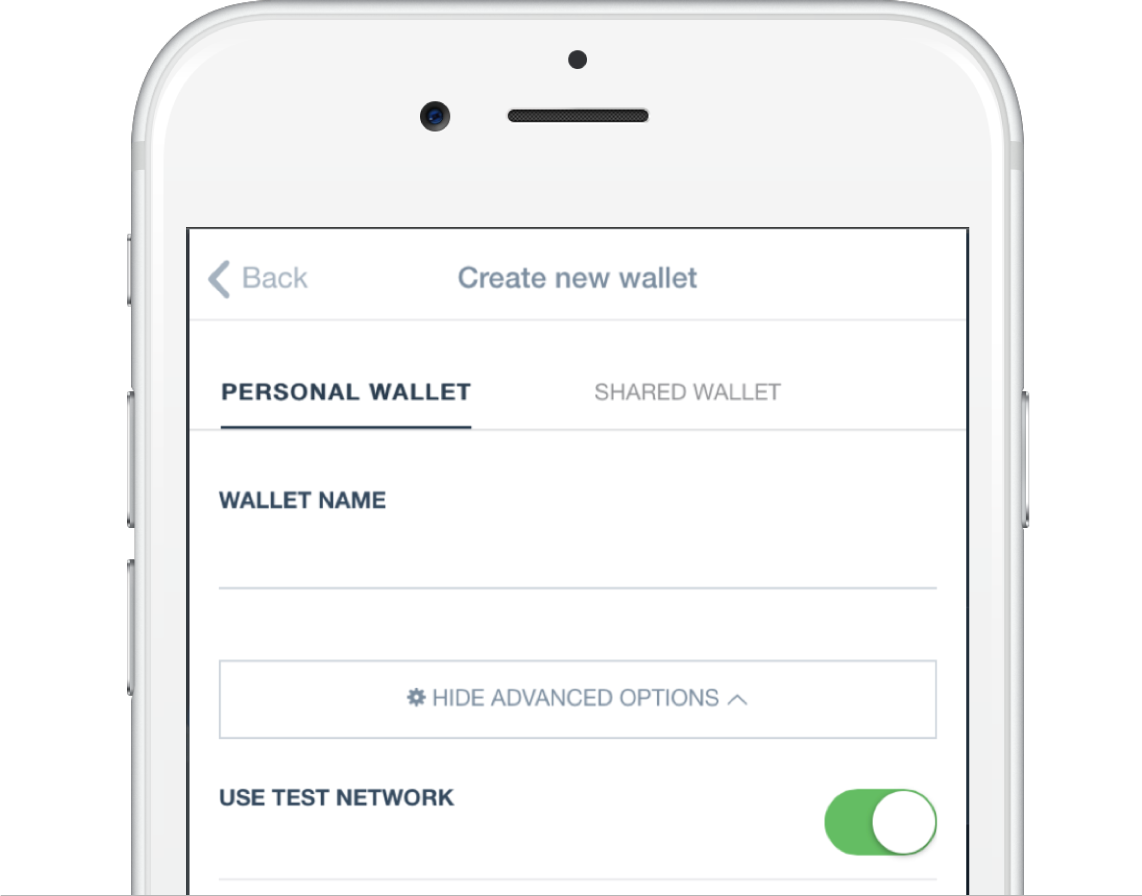 Back
Create new wallet
PERSONAL WALLET
SHARED WALLET
WALLET NAME
HIDE ADVANCED OPTIONS
USE TEST NETWORK